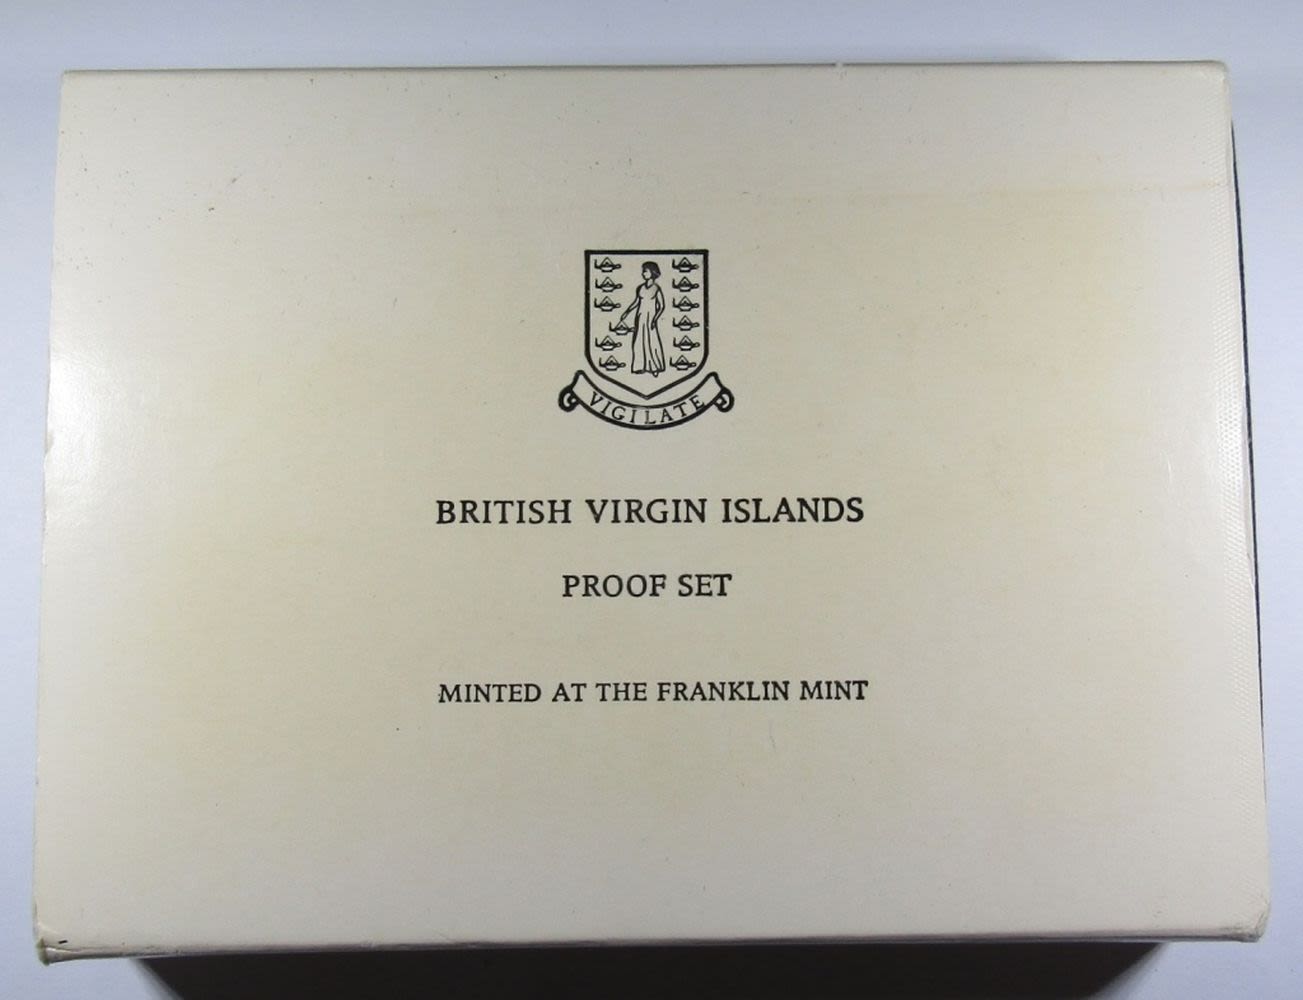 VIGILATE
BRITISH VIRGIN ISLANDS
PROOF SET
MINTED AT THE FRANKLIN MINT